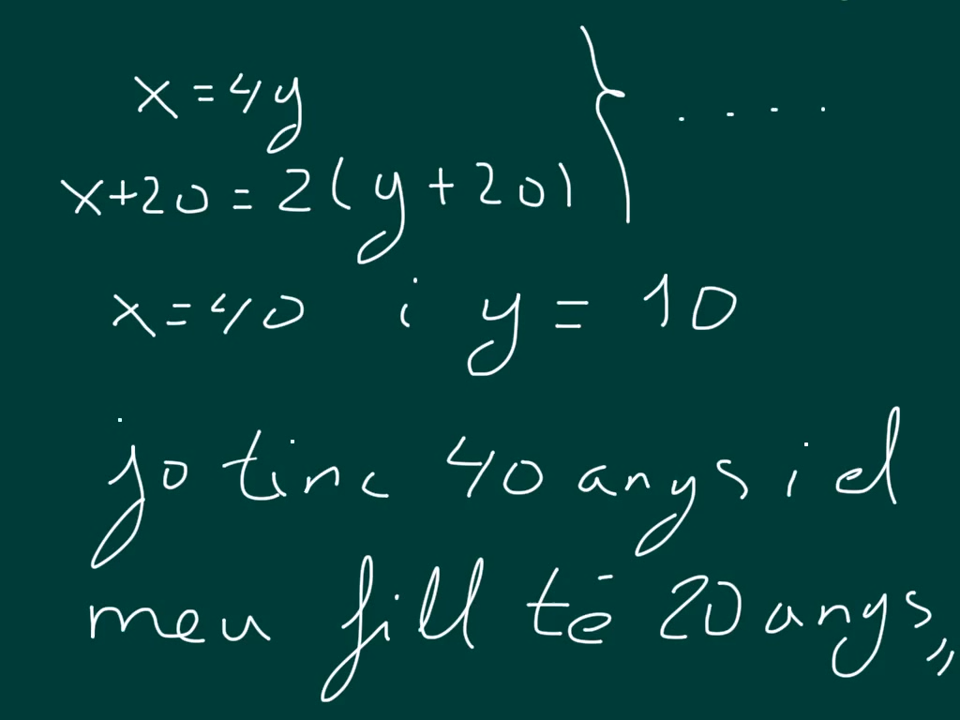 x = 4y
x+20 = 2(y+20) } ....
x = 40 i y = 10
jo tinc 40 anys i el
meu fill té 20 anys,,